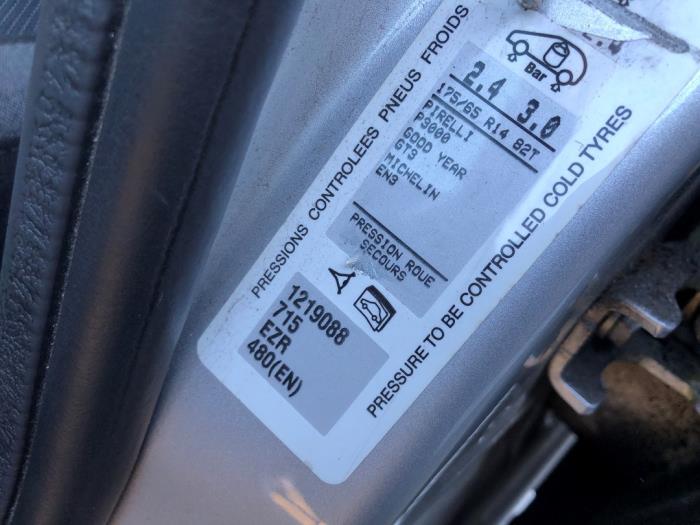 PRESSIONS CONTROLEES PNEUS FROIDS
Bar
2.4 3.0
175/65 R14 82T
PIRELLI
P3000
GOOD YEAR
GT3
MICHELIN
EN3
PRESSION ROUE
SECOURS
1219088
715
EZR
480(EN)
PRESSURE TO BE CONTROLLED COLD TYRES